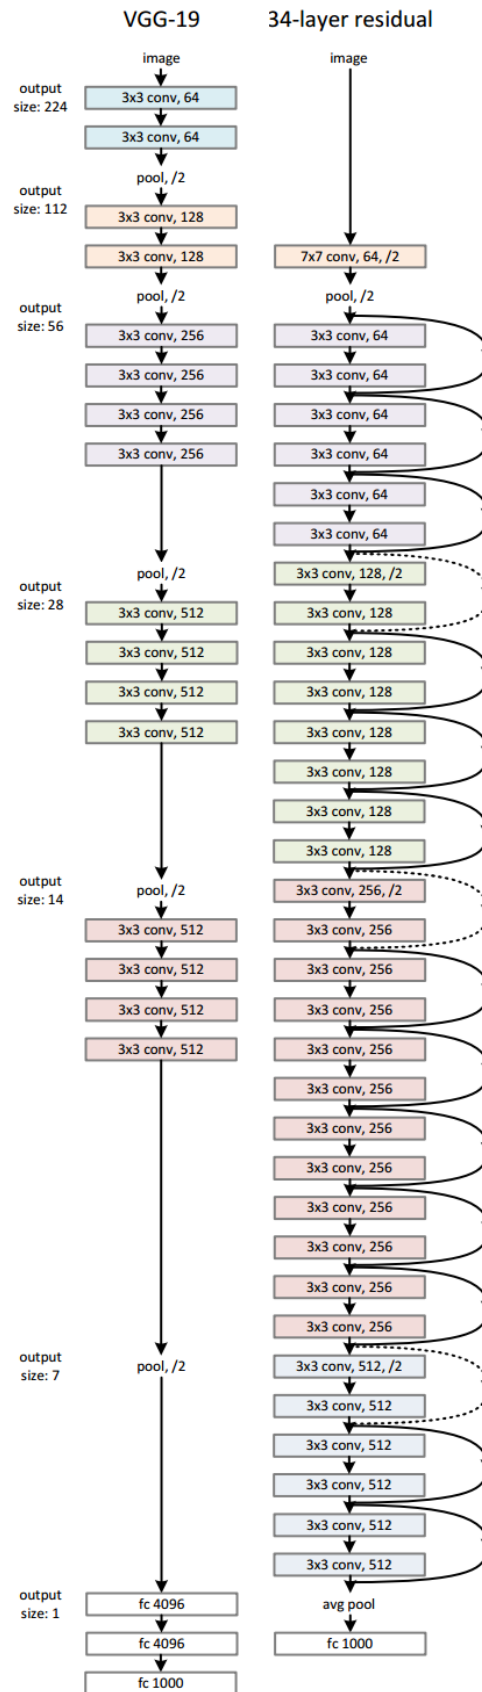 VGG-19
34-layer residual
image
image
output
size: 224
3x3 conv, 64
3x3 conv, 64
pool, /2
output
size: 112
3x3 conv, 128
3x3 conv, 128
7x7 conv, 64, /2
pool, /2
pool, /2
output
size: 56
3x3 conv, 256
3x3 conv, 64
3x3 conv, 256
3x3 conv, 64
3x3 conv, 256
3x3 conv, 64
3x3 conv, 256
3x3 conv, 64
3x3 conv, 64
3x3 conv, 64
pool, /2
3x3 conv, 128, /2
output
size: 28
3x3 conv, 512
3x3 conv, 128
3x3 conv, 512
3x3 conv, 128
3x3 conv, 512
3x3 conv, 128
3x3 conv, 512
3x3 conv, 128
3x3 conv, 128
3x3 conv, 128
3x3 conv, 128
output
size: 14
pool, /2
3x3 conv, 256, /2
3x3 conv, 512
3x3 conv, 256
3x3 conv, 512
3x3 conv, 256
3x3 conv, 512
3x3 conv, 256
3x3 conv, 512
3x3 conv, 256
3x3 conv, 256
3x3 conv, 256
3x3 conv, 256
3x3 conv, 256
3x3 conv, 256
3x3 conv, 256
3x3 conv, 256
output
size: 7
pool, /2
3x3 conv, 512, /2
3x3 conv, 512
3x3 conv, 512
3x3 conv, 512
3x3 conv, 512
3x3 conv, 512
output
size: 1
fc 4096
avg pool
fc 4096
fc 1000
fc 1000